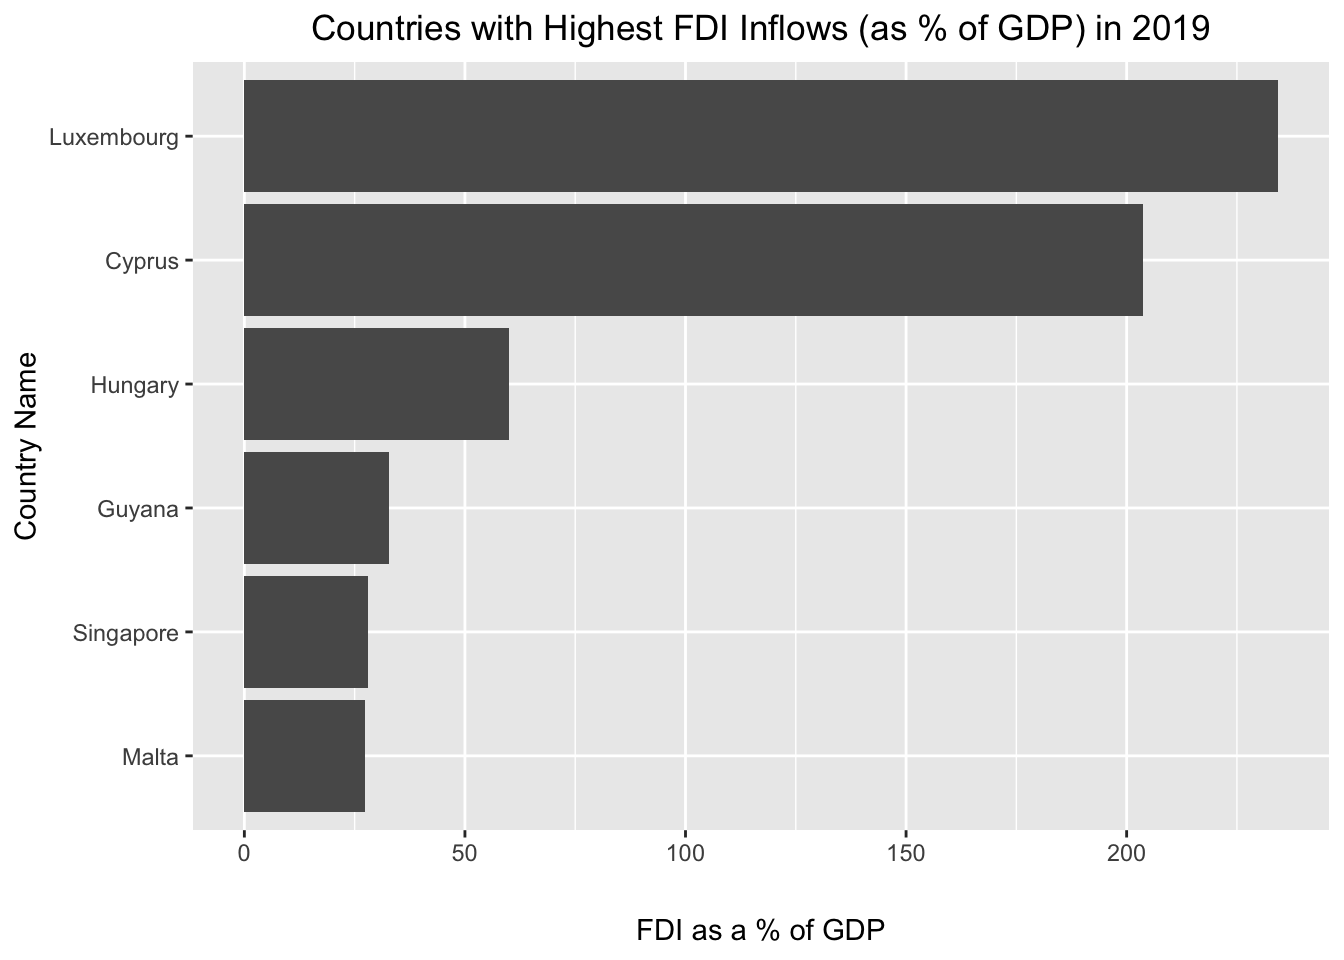 Countries with Highest FDI Inflows (as % of GDP) in 2019
Country Name
Luxembourg
Cyprus
Hungary
Guyana
Singapore
Malta
0 50 100 150 200
FDI as a % of GDP